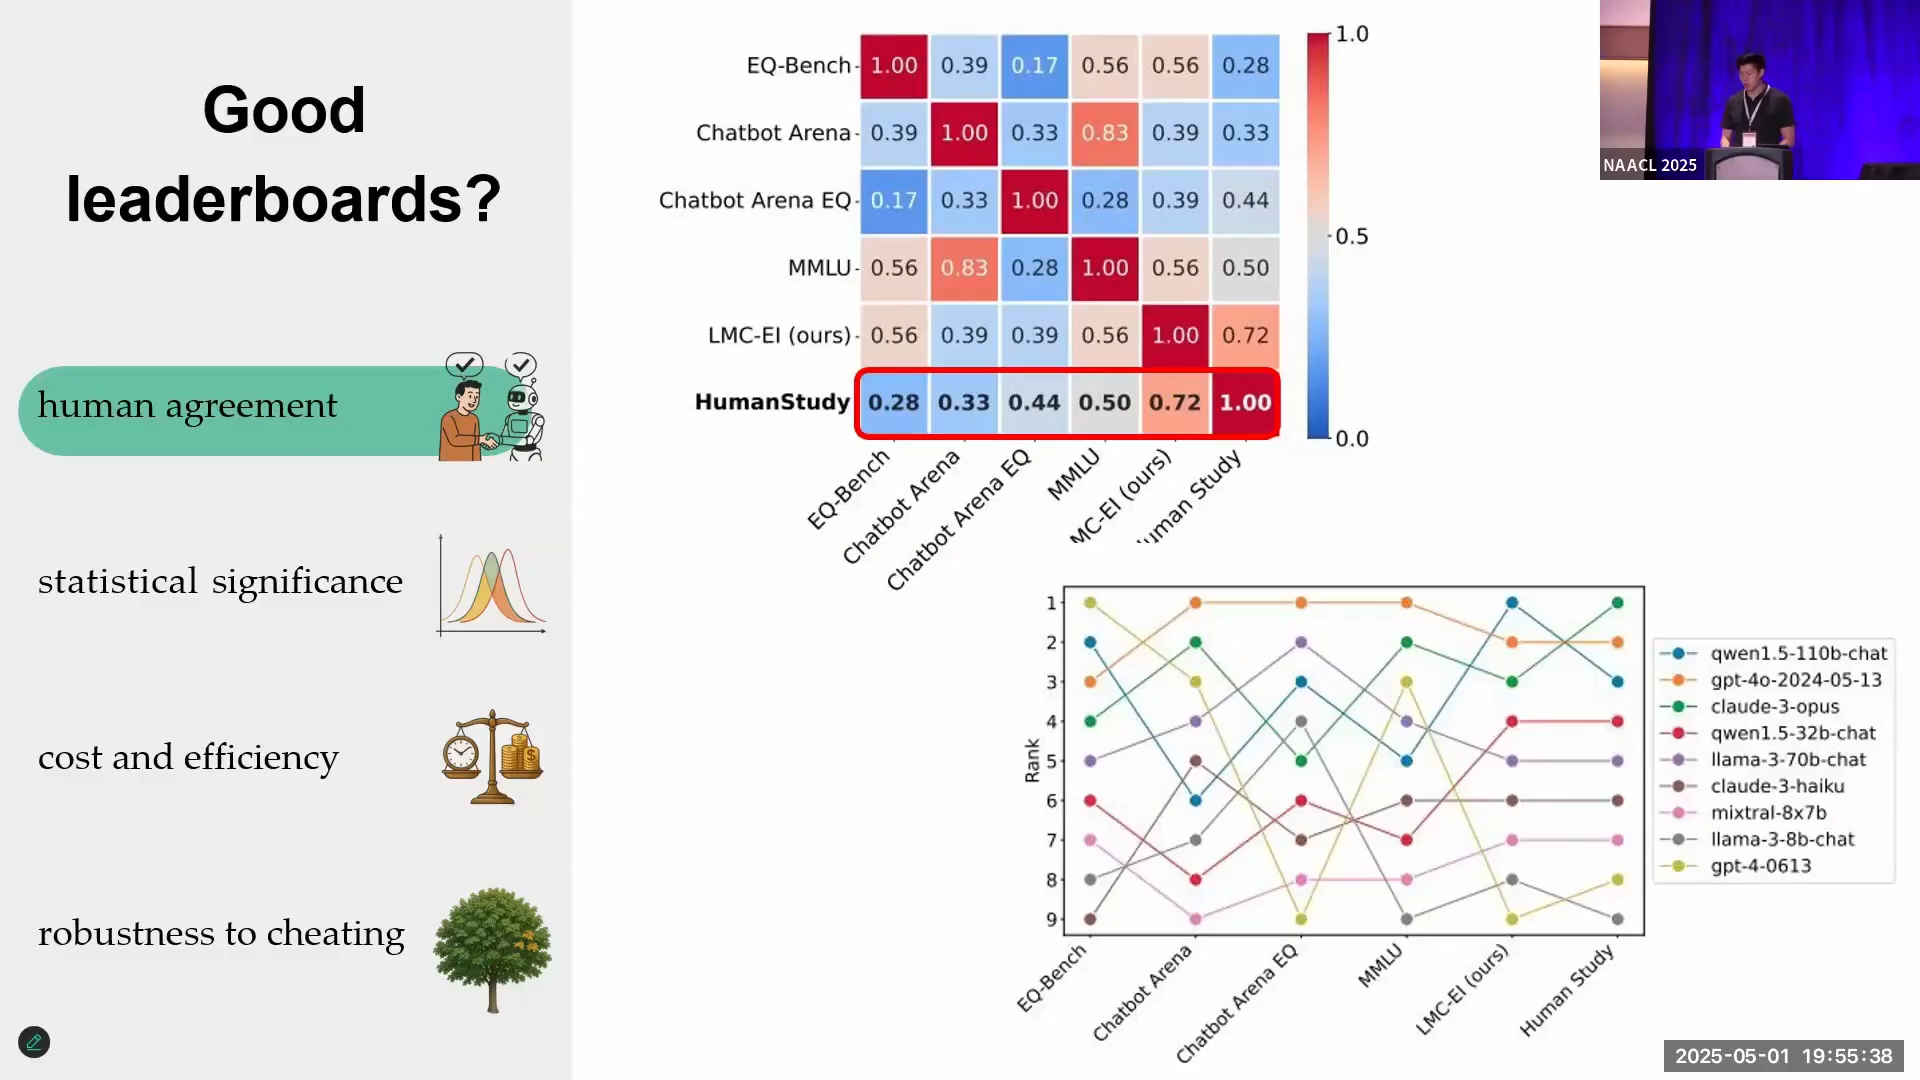 Good
leaderboards?
human agreement
statistical significance
cost and efficiency
robustness to cheating
EQ-Bench 1.00 0.39 0.17 0.56 0.56 0.28
Chatbot Arena 0.39 1.00 0.33 0.83 0.39 0.33
Chatbot Arena EQ 0.17 0.33 1.00 0.28 0.39 0.44
MMLU 0.56 0.83 0.28 1.00 0.56 0.50
LMC-EI (ours) 0.56 0.39 0.39 0.56 1.00 0.72
HumanStudy 0.28 0.33 0.44 0.50 0.72 1.00
EQ-Bench
Chatbot Arena
Chatbot Arena EQ
MMLU
MC-EI (ours)
uman Study
1.0
0.5
0.0
NAACL 2025
Rank
1
2
3
4
5
6
7
8
9
EQ-Bench
Chatbot Arena
Chatbot Arena EQ
MMLU
LMC-EI (ours)
Human Study
qwen1.5-110b-chat
gpt-4o-2024-05-13
claude-3-opus
qwen1.5-32b-chat
llama-3-70b-chat
claude-3-haiku
mixtral-8x7b
llama-3-8b-chat
gpt-4-0613
2025-05-01 19:55:38